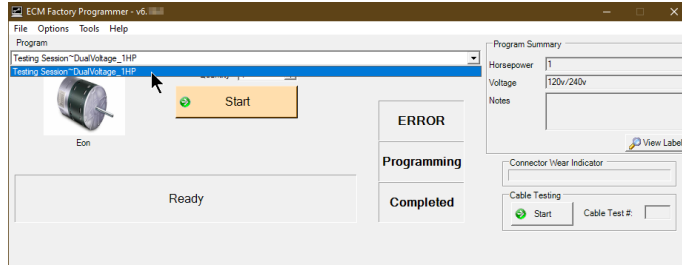 ECM Factory Programmer - v6.
File Options Tools Help
Program
Testing Session~DualVoltage_1HP
Testing Session~DualVoltage_1HP
1
Start
Eon
Ready
ERROR
Programming
Completed
Program Summary
Horsepower 1
Voltage 120v/240v
Notes
View Label
Connector Wear Indicator
Cable Testing
Start Cable Test #: